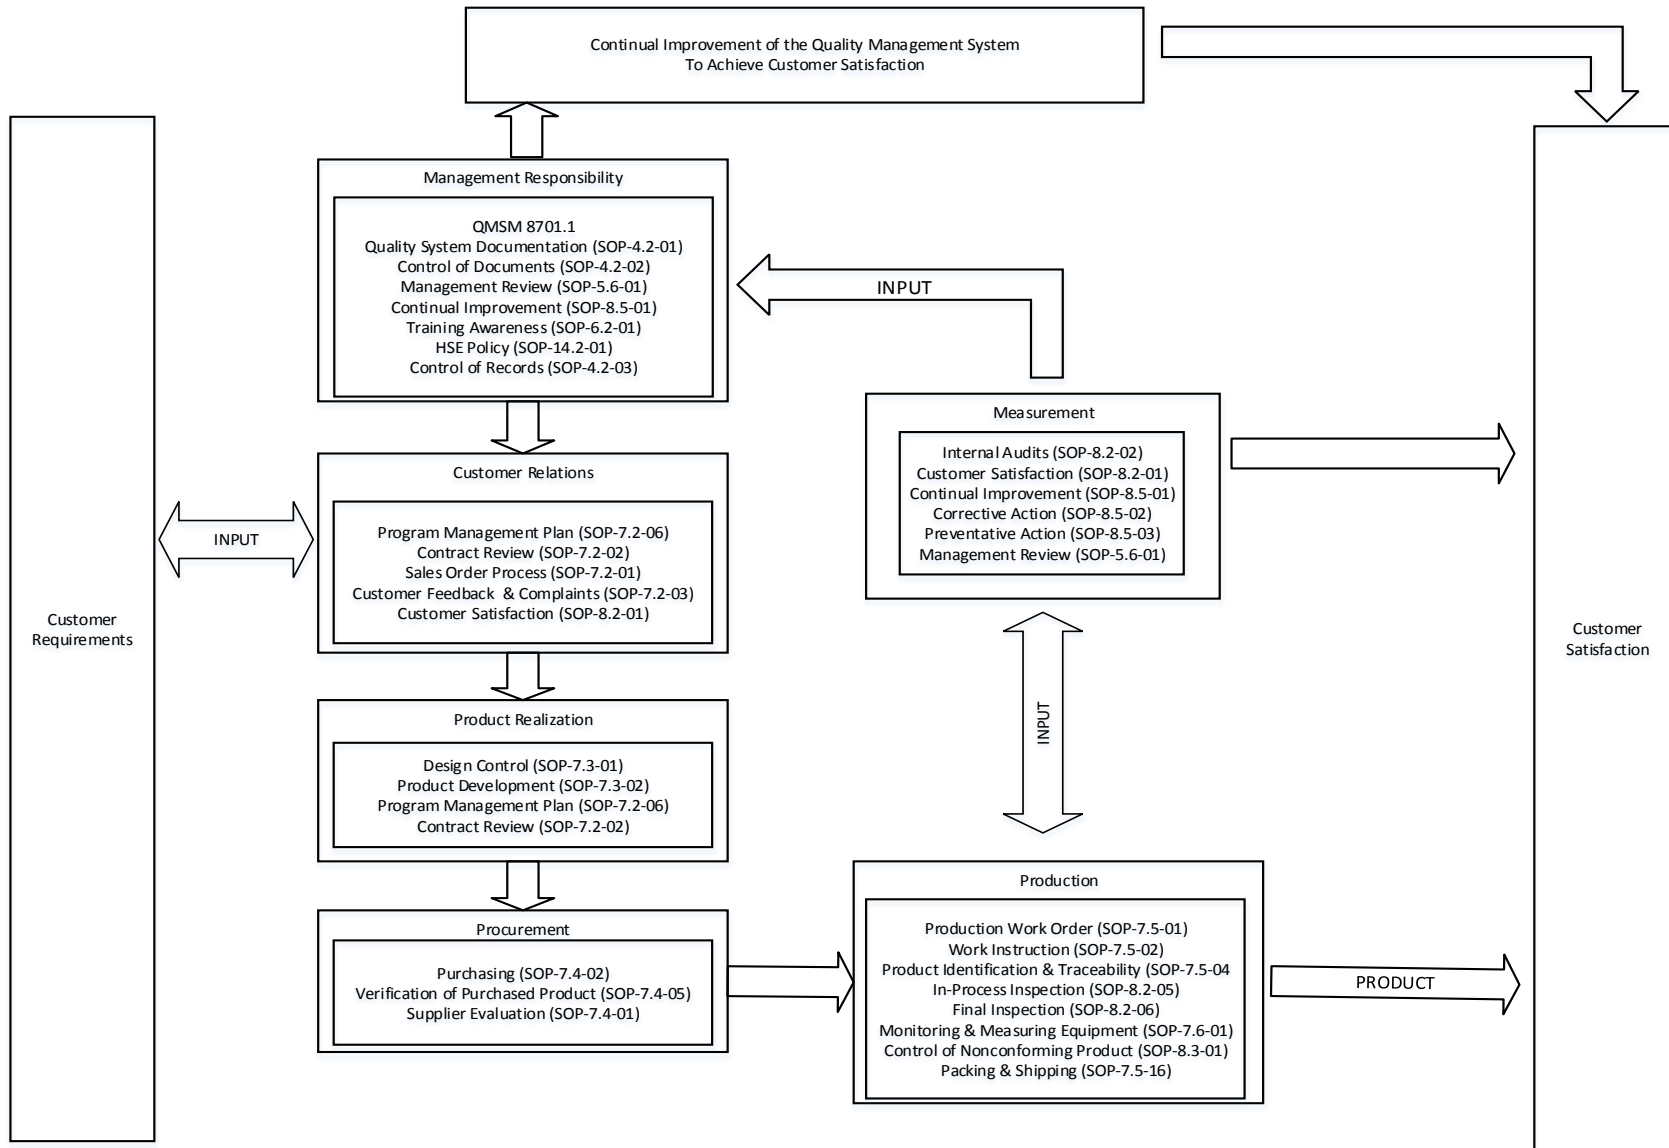 Continual Improvement of the Quality Management System
To Achieve Customer Satisfaction
Customer
Requirements
INPUT
Management Responsibility
QMSM 8701.1
Quality System Documentation (SOP-4.2-01)
Control of Documents (SOP-4.2-02)
Management Review (SOP-5.6-01)
Continual Improvement (SOP-8.5-01)
Training Awareness (SOP-6.2-01)
HSE Policy (SOP-14.2-01)
Control of Records (SOP-4.2-03)
Customer Relations
Program Management Plan (SOP-7.2-06)
Contract Review (SOP-7.2-02)
Sales Order Process (SOP-7.2-01)
Customer Feedback & Complaints (SOP-7.2-03)
Customer Satisfaction (SOP-8.2-01)
Product Realization
Design Control (SOP-7.3-01)
Product Development (SOP-7.3-02)
Program Management Plan (SOP-7.2-06)
Contract Review (SOP-7.2-02)
Procurement
Purchasing (SOP-7.4-02)
Verification of Purchased Product (SOP-7.4-05)
Supplier Evaluation (SOP-7.4-01)
INPUT
Measurement
Internal Audits (SOP-8.2-02)
Customer Satisfaction (SOP-8.2-01)
Continual Improvement (SOP-8.5-01)
Corrective Action (SOP-8.5-02)
Preventative Action (SOP-8.5-03)
Management Review (SOP-5.6-01)
INPUT
Production
Production Work Order (SOP-7.5-01)
Work Instruction (SOP-7.5-02)
Product Identification & Traceability (SOP-7.5-04
In-Process Inspection (SOP-8.2-05)
Final Inspection (SOP-8.2-06)
Monitoring & Measuring Equipment (SOP-7.6-01)
Control of Nonconforming Product (SOP-8.3-01)
Packing & Shipping (SOP-7.5-16)
PRODUCT
Customer
Satisfaction